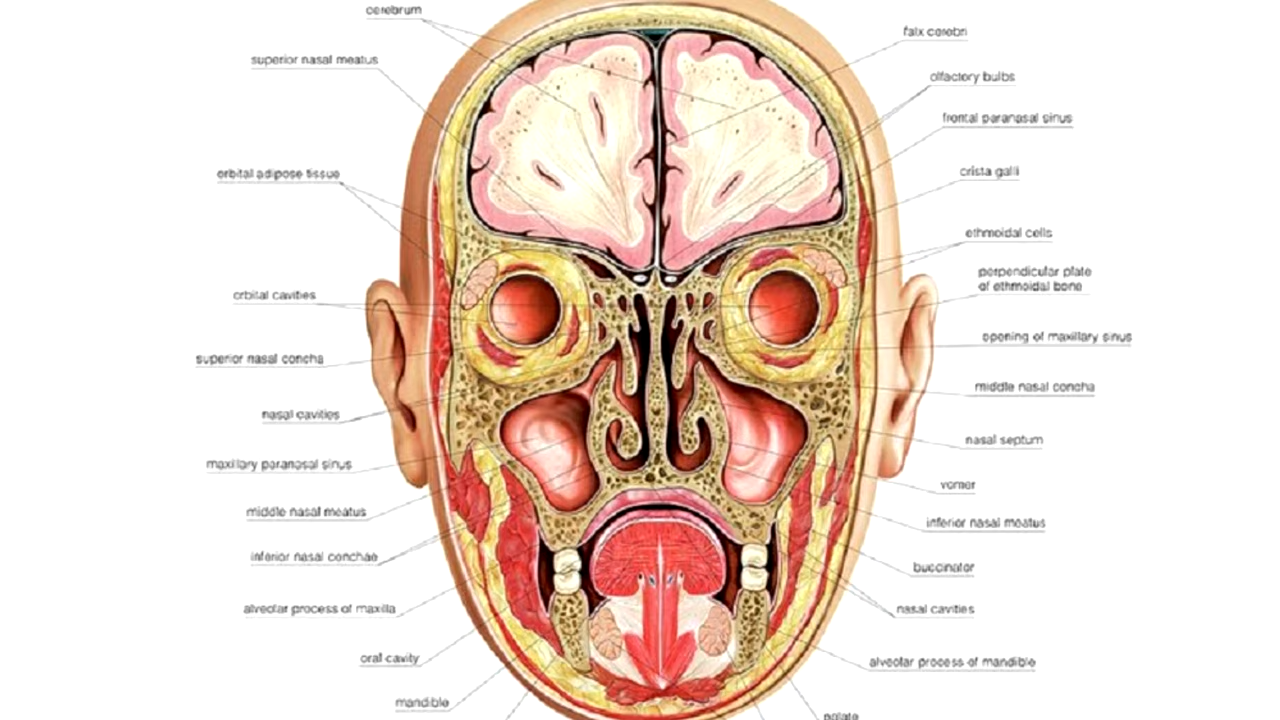 cerebrum
superior nasal meatus
orbital adipose tissue
orbital cavities
superior nasal concha
nasal cavities
maxillary paranasal sinus
middle nasal meatus
inferior nasal conchae
alveolar process of maxilla
oral cavity
mandible
falx cerebri
olfactory bulbs
frontal paranasal sinus
crista galli
ethmoidal cells
perpendicular plate
of ethmoidal bone
opening of maxillary sinus
middle nasal concha
nasal septum
vomer
inferior nasal meatus
buccinator
nasal cavities
alveolar process of mandible
palate